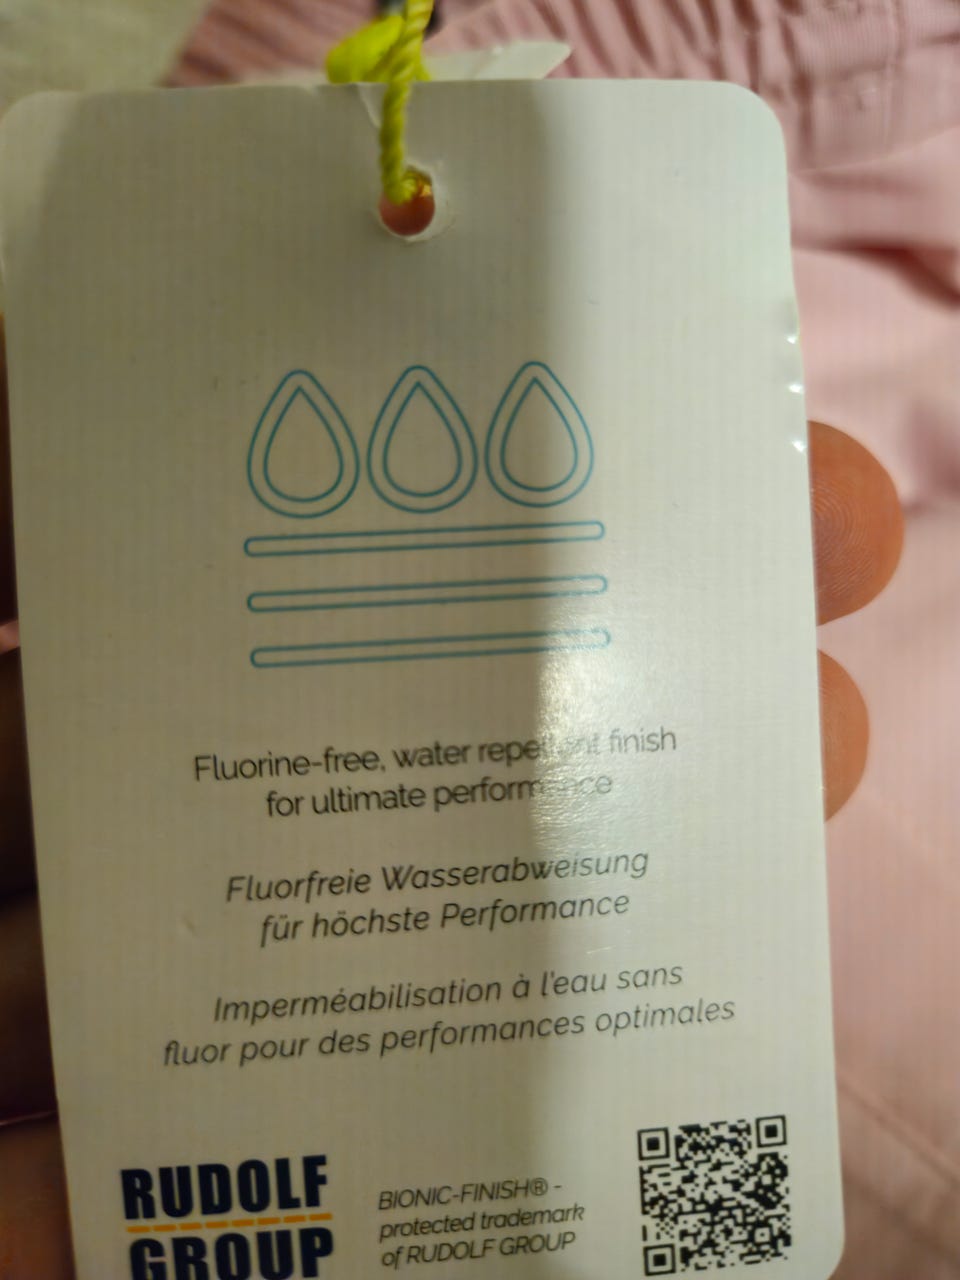 Fluorine-free, water repellent finish
for ultimate performance
Fluorfreie Wasserabweisung
für höchste Performance
Imperméabilisation à l'eau sans
fluor pour des performances optimales
RUDOLF
GROUP
BIONIC-FINISH® -
protected trademark
of RUDOLF GROUP